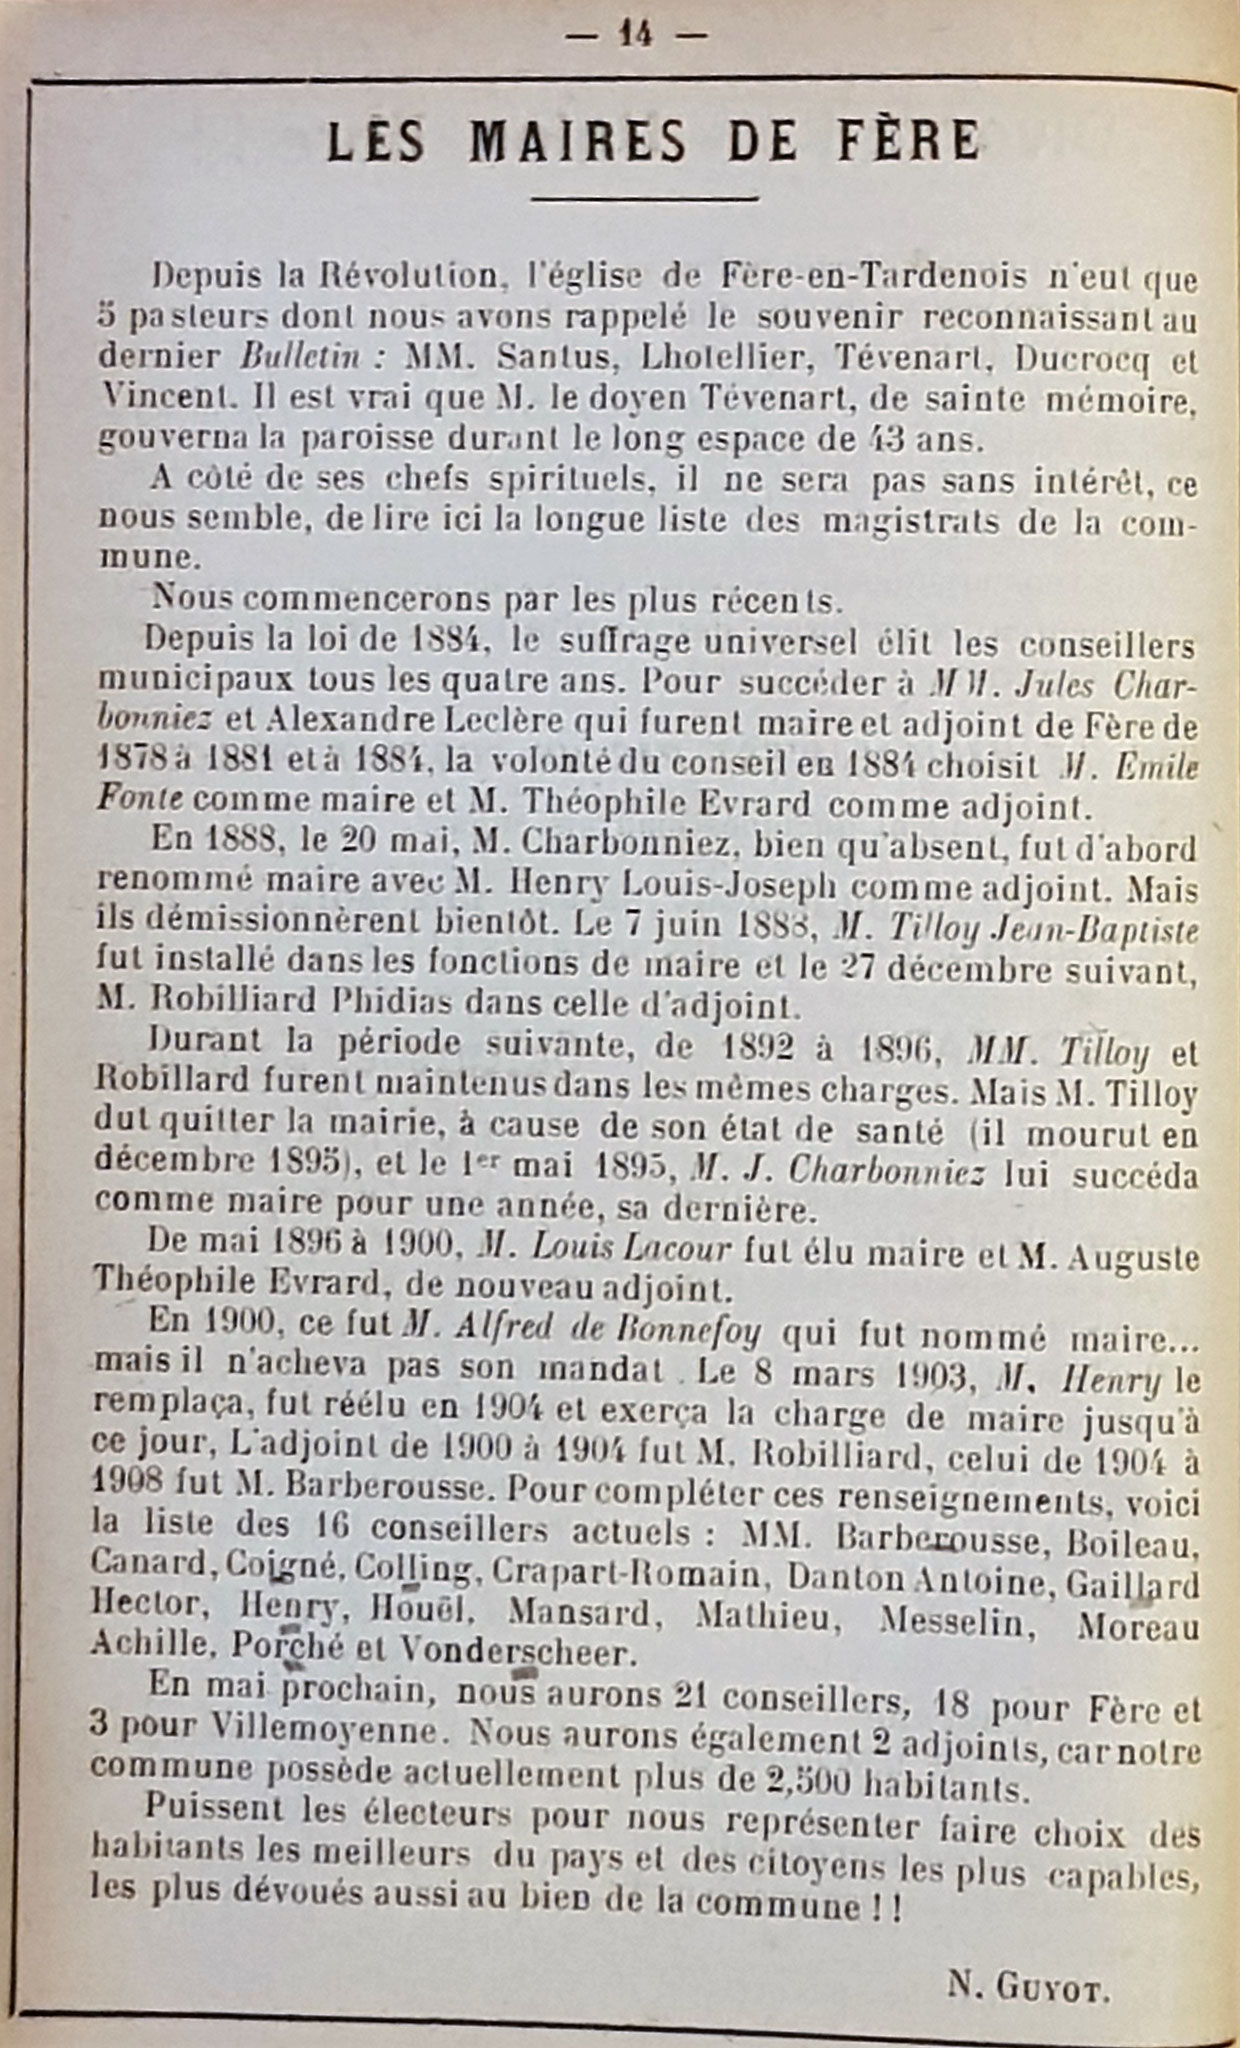 — 14 —
LES MAIRES DE FÈRE
Depuis la Révolution, l'église de Fère-en-Tardenois n'eut que
5 pasteurs dont nous avons rappelé le souvenir reconnaissant au
dernier Bulletin : MM. Santus, Lhotellier, Tévenart, Ducrocq et
Vincent. Il est vrai que M. le doyen Tévenart, de sainte mémoire,
gouverna la paroisse durant le long espace de 43 ans.
A côté de ses chefs spirituels, il ne sera pas sans intérêt, ce
nous semble, de lire ici la longue liste des magistrats de la com-
mune.
Nous commencerons par les plus récents.
Depuis la loi de 1884, le suffrage universel élit les conseillers
municipaux tous les quatre ans. Pour succéder à MM. Jules Char-
bonniez et Alexandre Leclère qui furent maire et adjoint de Fère de
1878 à 1881 et à 1884, la volonté du conseil en 1884 choisit M. Emile
Fonte comme maire et M. Théophile Evrard comme adjoint.
En 1888, le 20 mai, M. Charbonniez, bien qu'absent, fut d'abord
renommé maire avec M. Henry Louis-Joseph comme adjoint. Mais
ils démissionnèrent bientôt. Le 7 juin 1888, M. Tilloy Jean-Baptiste
fut installé dans les fonctions de maire et le 27 décembre suivant,
M. Robilliard Phidias dans celle d'adjoint.
Durant la période suivante, de 1892 à 1896, MM. Tilloy et
Robillard furent maintenus dans les mêmes charges. Mais M. Tilloy
dut quitter la mairie, à cause de son état de santé (il mourut en
décembre 1895), et le 1er mai 1895, M. J. Charbonniez lui succéda
comme maire pour une année, sa dernière.
De mai 1896 à 1900, M. Louis Lacour fut élu maire et M. Auguste
Théophile Evrard, de nouveau adjoint.
En 1900, ce fut M. Alfred de Bonnefoy qui fut nommé maire...
mais il n'acheva pas son mandat. Le 8 mars 1903, M. Henry le
remplaça, fut réélu en 1904 et exerça la charge de maire jusqu'à
ce jour, L'adjoint de 1900 à 1904 fut M. Robilliard, celui de 1904 à
1908 fut M. Barberousse. Pour compléter ces renseignements, voici
la liste des 16 conseillers actuels : MM. Barberousse, Boileau,
Canard, Coigné, Colling, Crapart-Romain, Danton Antoine, Gaillard
Hector, Henry, Houël, Mansard, Mathieu, Messelin, Moreau
Achille, Porché et Vonderscheer.
En mai prochain, nous aurons 21 conseillers, 18 pour Fère et
3 pour Villemoyenne. Nous aurons également 2 adjoints, car notre
commune possède actuellement plus de 2,500 habitants.
Puissent les électeurs pour nous représenter faire choix des
habitants les meilleurs du pays et des citoyens les plus capables,
les plus dévoués aussi au bien de la commune ! !
N. GUYOT.